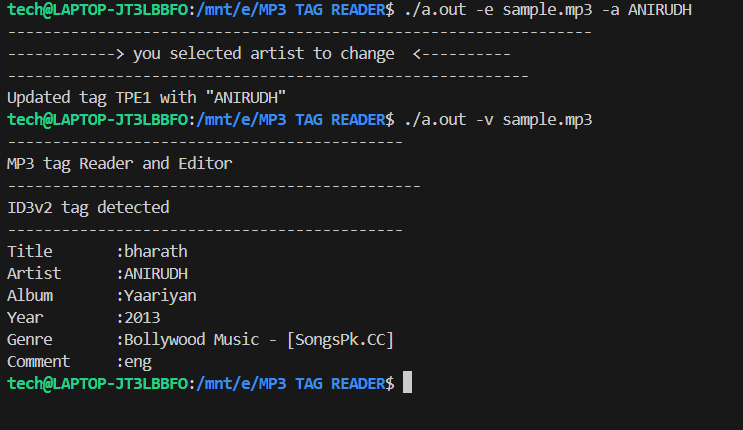 tech@LAPTOP-JT3LBBFO:/mnt/e/MP3 TAG READER$ ./a.out -e sample.mp3 -a ANIRUDH
-----------------------------------------------------------------
------------> you selected artist to change  <----------
----------------------------------------------------------
Updated tag TPE1 with "ANIRUDH"
tech@LAPTOP-JT3LBBFO:/mnt/e/MP3 TAG READER$ ./a.out -v sample.mp3
--------------------------------------------
MP3 tag Reader and Editor
----------------------------------------------
ID3v2 tag detected
--------------------------------------------
Title       :bharath
Artist      :ANIRUDH
Album       :Yaariyan
Year        :2013
Genre       :Bollywood Music - [SongsPk.CC]
Comment     :eng
tech@LAPTOP-JT3LBBFO:/mnt/e/MP3 TAG READER$